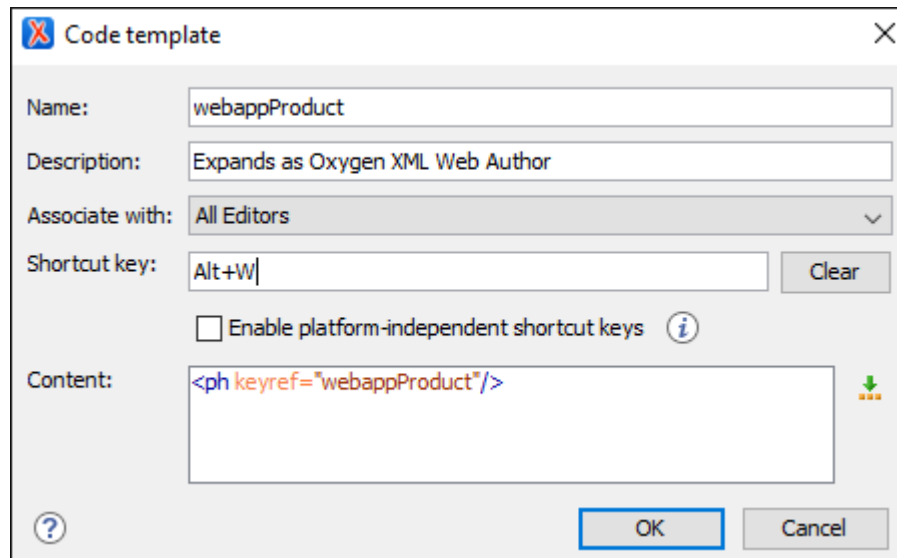 Code template
Name: webappProduct
Description: Expands as Oxygen XML Web Author
Associate with: All Editors
Shortcut key: Alt+W Clear
Enable platform-independent shortcut keys i
Content: <ph keyref="webappProduct"/>
? OK Cancel